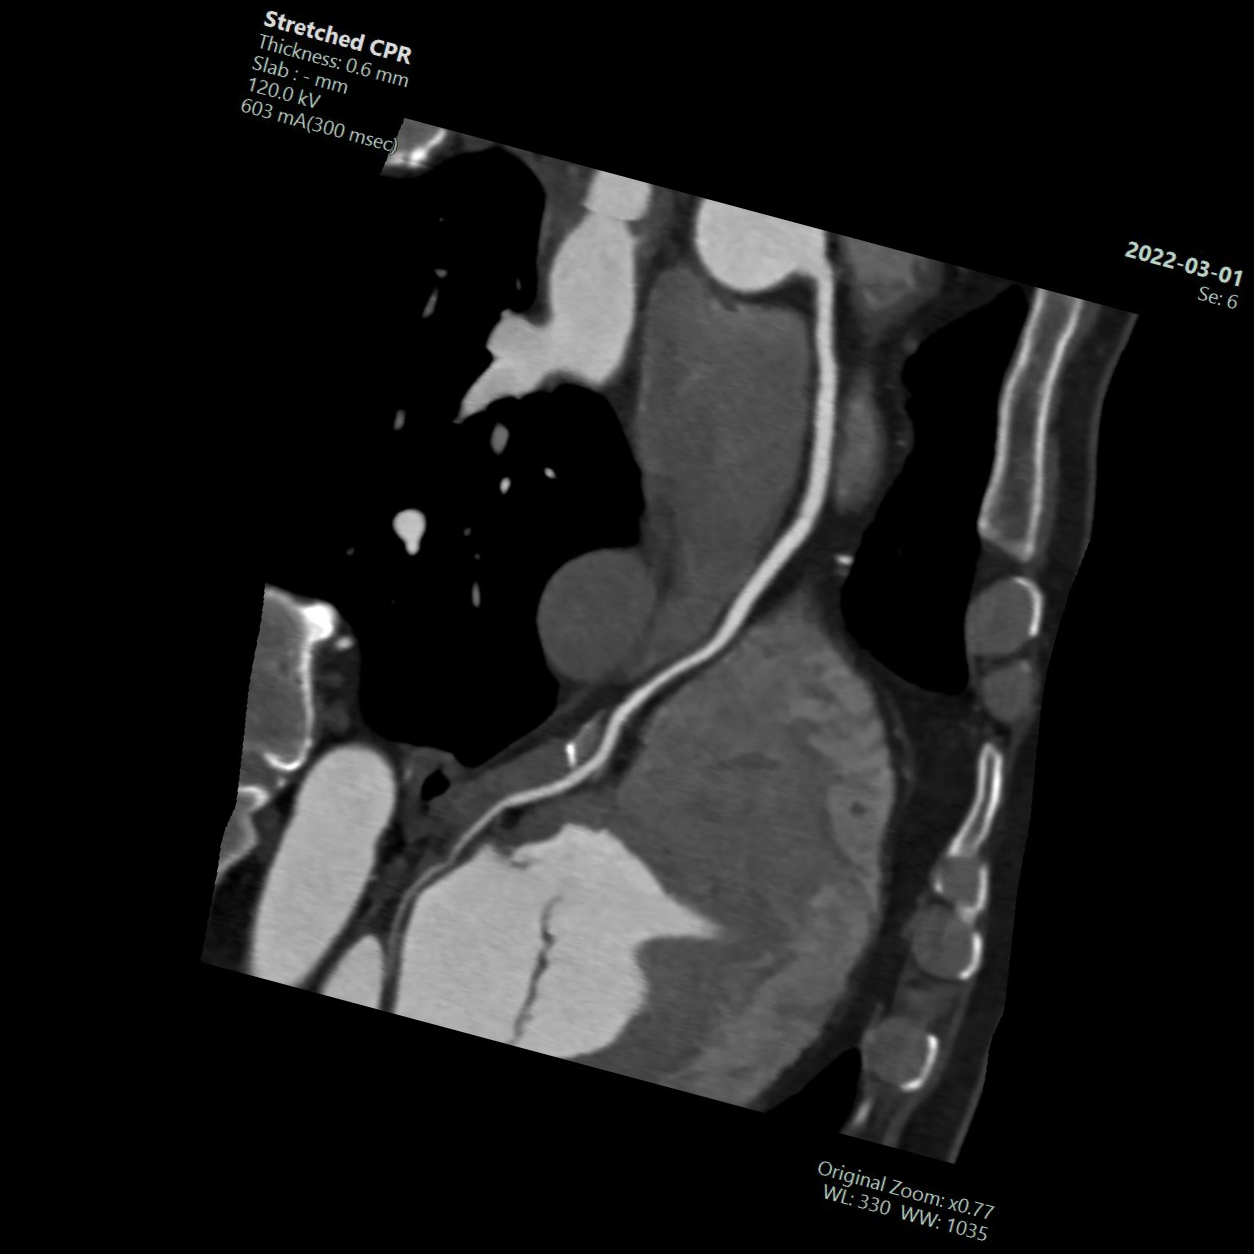 Stretched CPR
Thickness: 0.6 mm
Slab : - mm
120.0 kV
603 mA(300 msec)
2022-03-01
Se: 6
Original Zoom: x0.77
WL: 330 WW: 1035